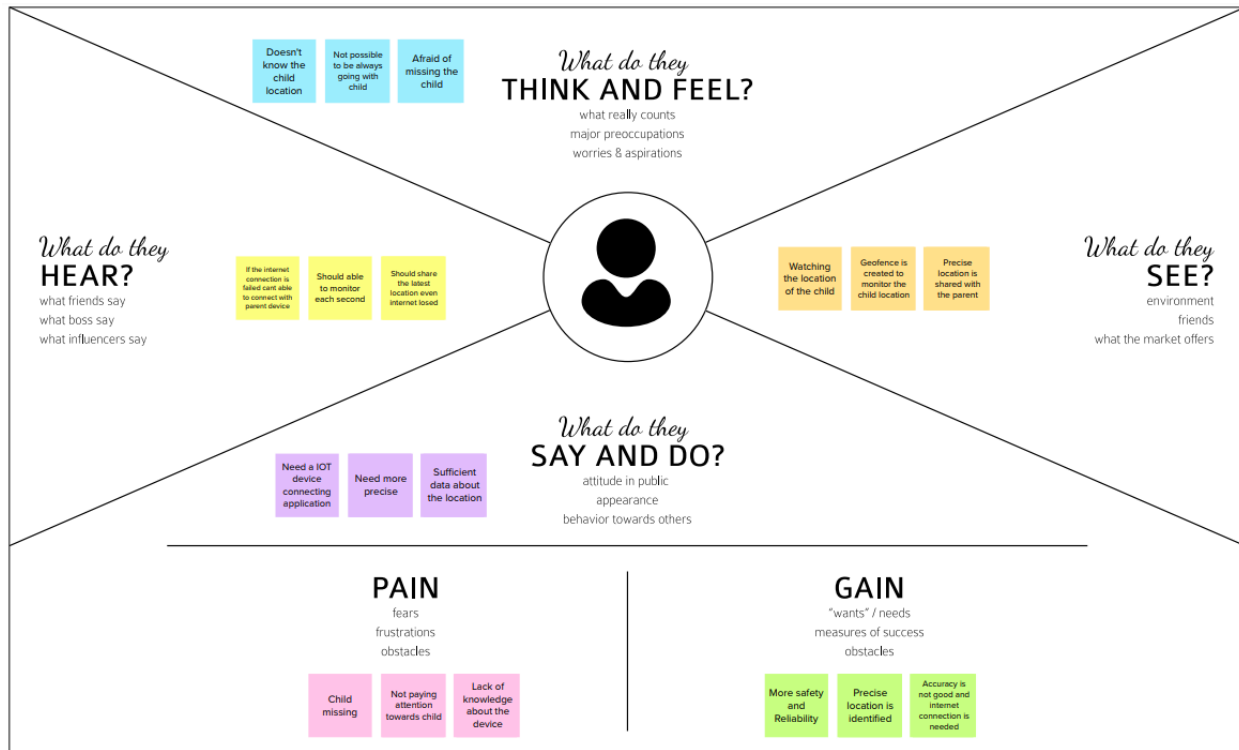 Doesn't
know the
child
location
Not possible
to be always
going with
child
Afraid of
missing the
child
What do they
THINK AND FEEL?
what really counts
major preoccupations
worries & aspirations
What do they
HEAR?
what friends say
what boss say
what influencers say
If the internet
connection is
failed cant able
to connect with
parent device
Should able
to monitor
each second
Should share
the latest
location even
internet losed
Watching
the location
of the child
Geofence is
created to
monitor the
child location
Precise
location is
shared with
the parent
What do they
SEE?
environment
friends
what the market offers
What do they
SAY AND DO?
attitude in public
appearance
behavior towards others
Need a IOT
device
connecting
application
Need more
precise
Sufficient
data about
the location
PAIN
fears
frustrations
obstacles
Child
missing
Not paying
attention
towards child
Lack of
knowledge
about the
device
GAIN
"wants" / needs
measures of success
obstacles
More safety
and
Reliability
Precise
location is
identified
Accuracy is
not good and
internet
connection is
needed